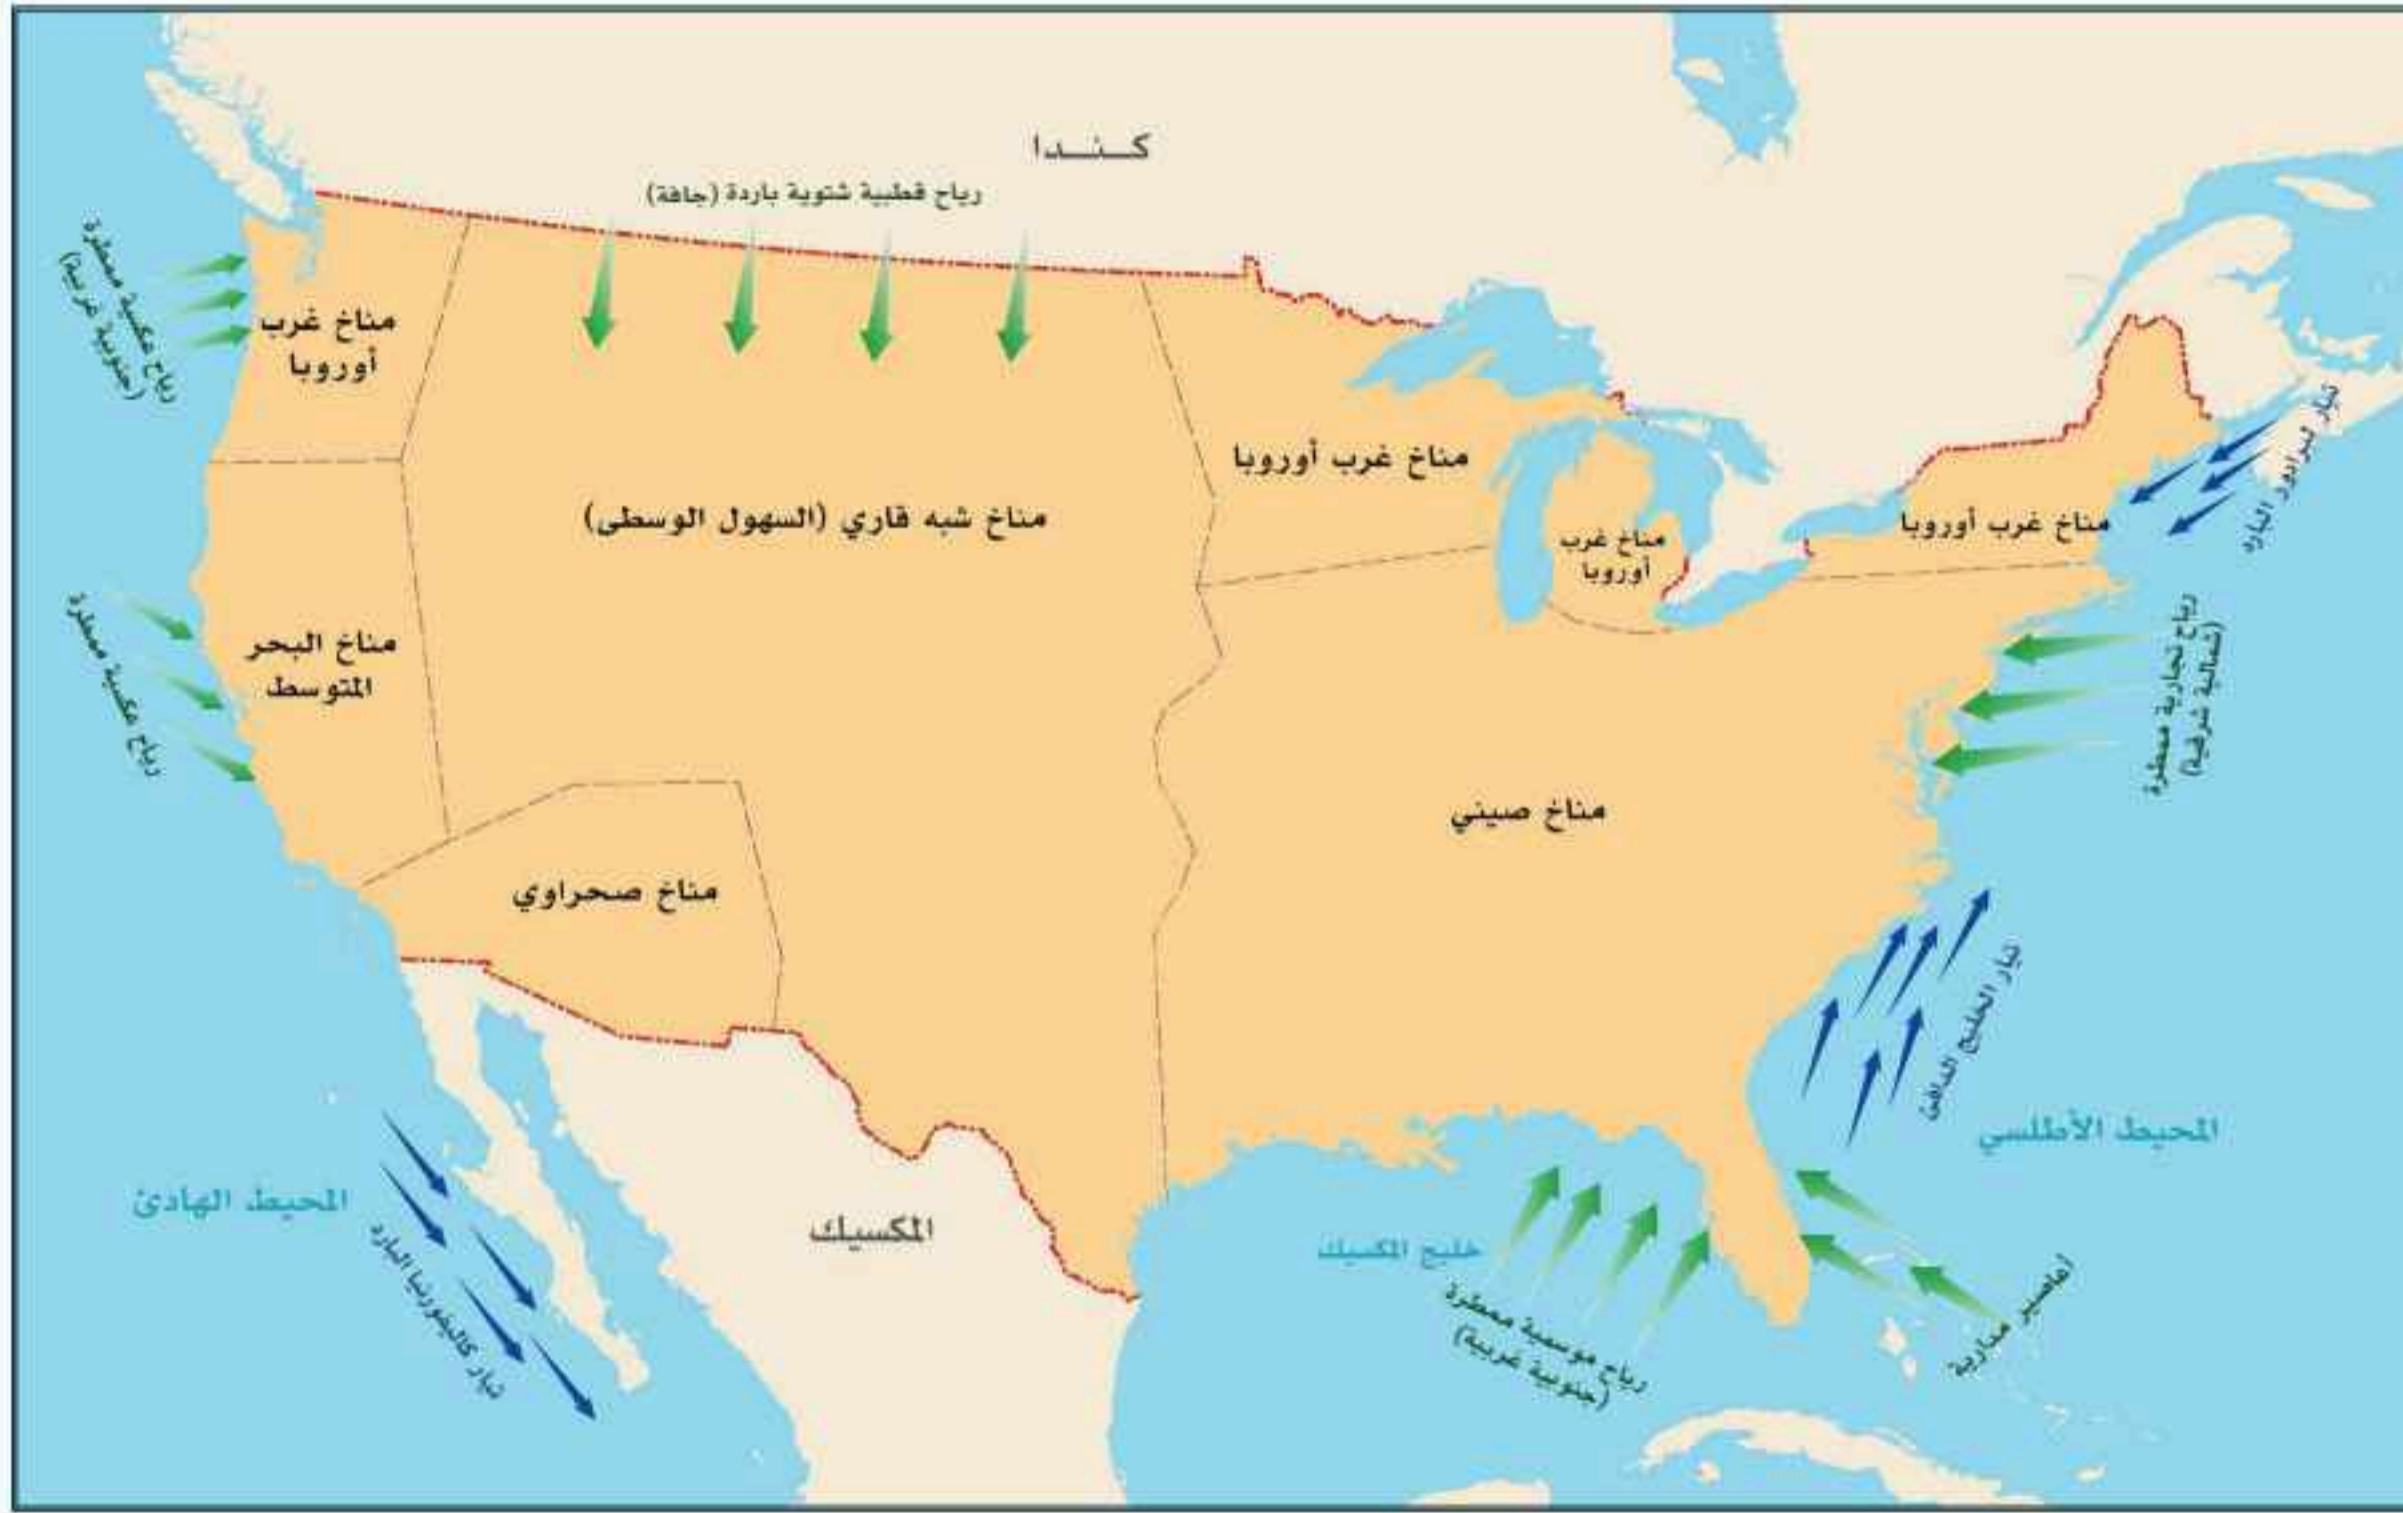 كـنـدا
رياح قطبية شتوية باردة (جافة)
رياح عكسية ممطرة
(جنوبية غربية)
مناخ غرب
أوروبا
مناخ غرب أوروبا
مناخ غرب
أوروبا
مناخ غرب أوروبا
تيار لبرادور البارد
مناخ شبه قاري (السهول الوسطى)
رياح عكسية ممطرة
مناخ البحر
المتوسط
رياح تجارية ممطرة
(شمالية شرقية)
مناخ صيني
مناخ صحراوي
تيار الخليج الدافئ
المحيط الأطلسي
المحيط الهادئ
تيار كاليفورنيا البارد
المكسيك
خليج المكسيك
رياح موسمية ممطرة
(جنوبية غربية)
أعاصير مدارية